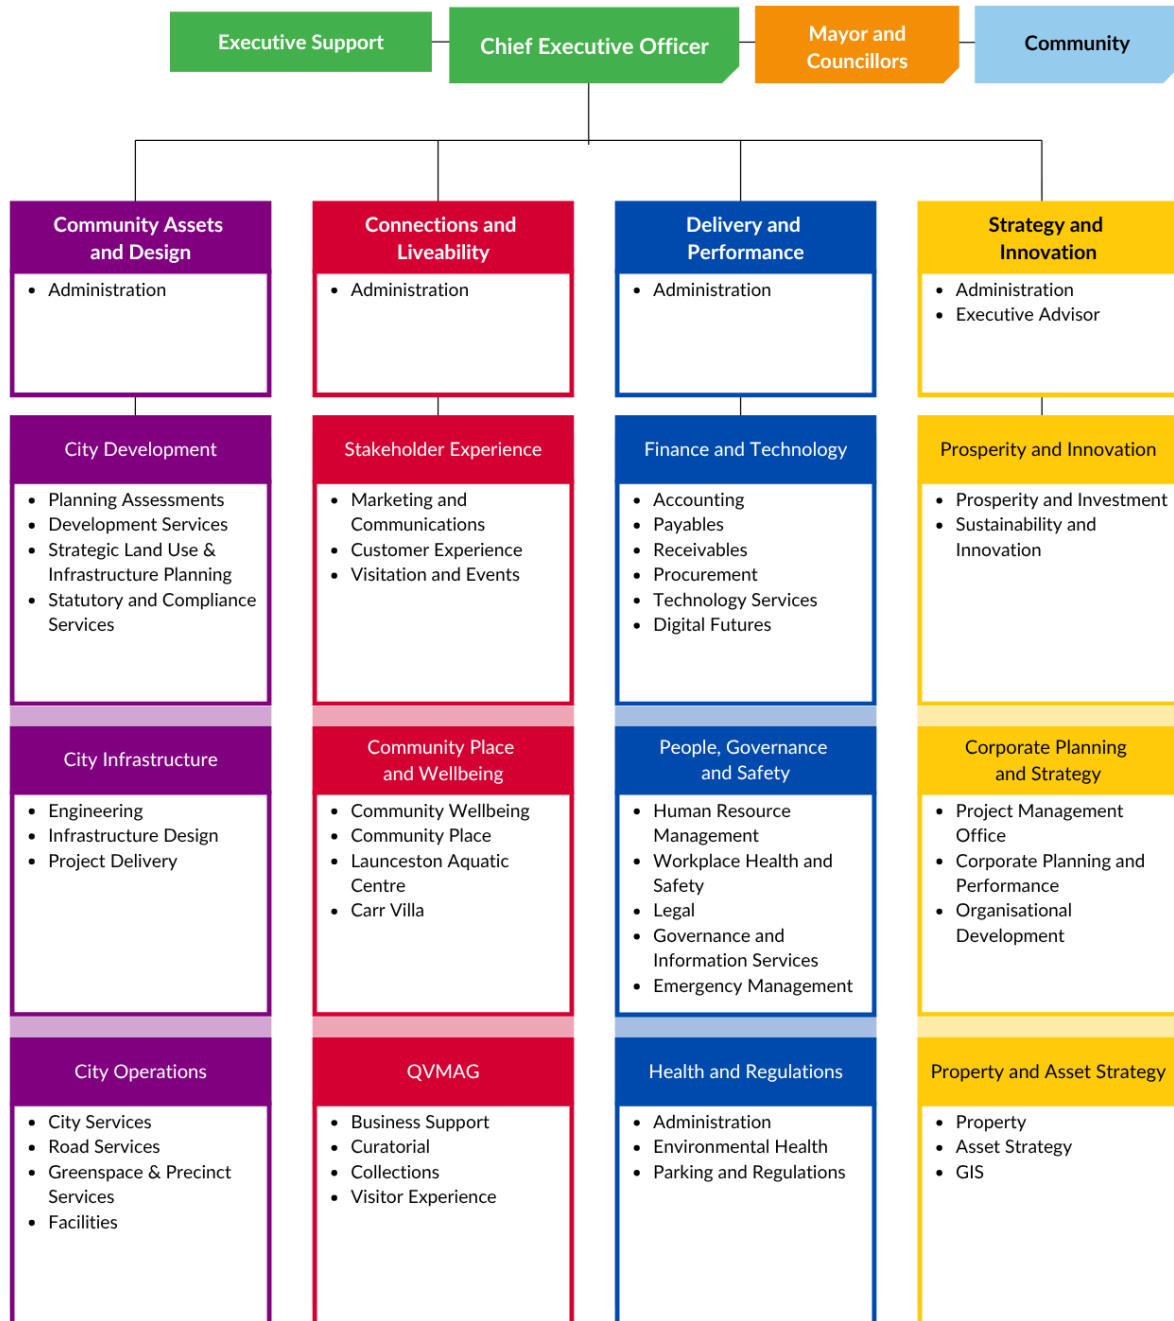 Executive Support
Chief Executive Officer
Mayor and
Councillors
Community
Community Assets
and Design
• Administration
City Development
• Planning Assessments
• Development Services
• Strategic Land Use &
Infrastructure Planning
• Statutory and Compliance
Services
City Infrastructure
• Engineering
• Infrastructure Design
• Project Delivery
City Operations
• City Services
• Road Services
• Greenspace & Precinct
Services
• Facilities
Connections and
Liveability
• Administration
Stakeholder Experience
• Marketing and
Communications
• Customer Experience
• Visitation and Events
Community Place
and Wellbeing
• Community Wellbeing
• Community Place
• Launceston Aquatic
Centre
• Carr Villa
QVMAG
• Business Support
• Curatorial
• Collections
• Visitor Experience
Delivery and
Performance
• Administration
Finance and Technology
• Accounting
• Payables
• Receivables
• Procurement
• Technology Services
• Digital Futures
People, Governance
and Safety
• Human Resource
Management
• Workplace Health and
Safety
• Legal
• Governance and
Information Services
• Emergency Management
Health and Regulations
• Administration
• Environmental Health
• Parking and Regulations
Strategy and
Innovation
• Administration
• Executive Advisor
Prosperity and Innovation
• Prosperity and Investment
• Sustainability and
Innovation
Corporate Planning
and Strategy
• Project Management
Office
• Corporate Planning and
Performance
• Organisational
Development
Property and Asset Strategy
• Property
• Asset Strategy
• GIS